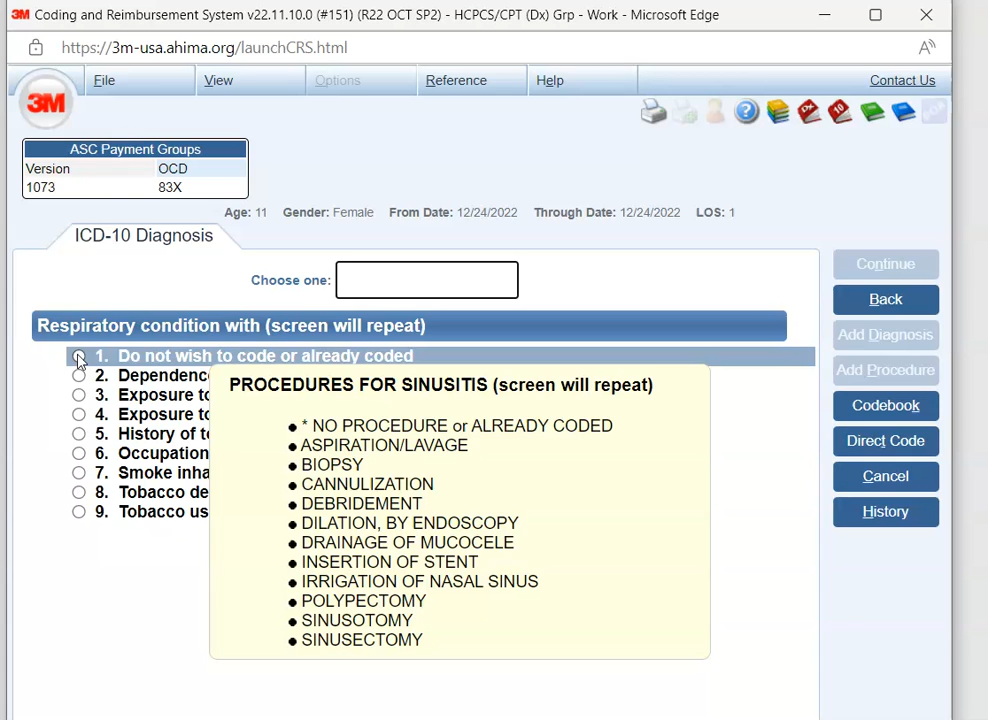 3M Coding and Reimbursement System v22.11.10.0 (#151) (R22 OCT SP2) - HCPCS/CPT (Dx) Grp - Work - Microsoft Edge
https://3m-usa.ahima.org/launchCRS.html
3M
File View Options Reference Help Contact Us
ASC Payment Groups
Version OCD
1073 83X
Age: 11 Gender: Female From Date: 12/24/2022 Through Date: 12/24/2022 LOS: 1
ICD-10 Diagnosis
Choose one:
Respiratory condition with (screen will repeat)
1. Do not wish to code or already coded
2. Dependenc
3. Exposure to
4. Exposure to
5. History of t
6. Occupation
7. Smoke inha
8. Tobacco de
9. Tobacco us
PROCEDURES FOR SINUSITIS (screen will repeat)
• * NO PROCEDURE or ALREADY CODED
• ASPIRATION/LAVAGE
• BIOPSY
• CANNULIZATION
• DEBRIDEMENT
• DILATION, BY ENDOSCOPY
• DRAINAGE OF MUCOCELE
• INSERTION OF STENT
• IRRIGATION OF NASAL SINUS
• POLYPECTOMY
• SINUSOTOMY
• SINUSECTOMY
Continue
Back
Add Diagnosis
Add Procedure
Codebook
Direct Code
Cancel
History